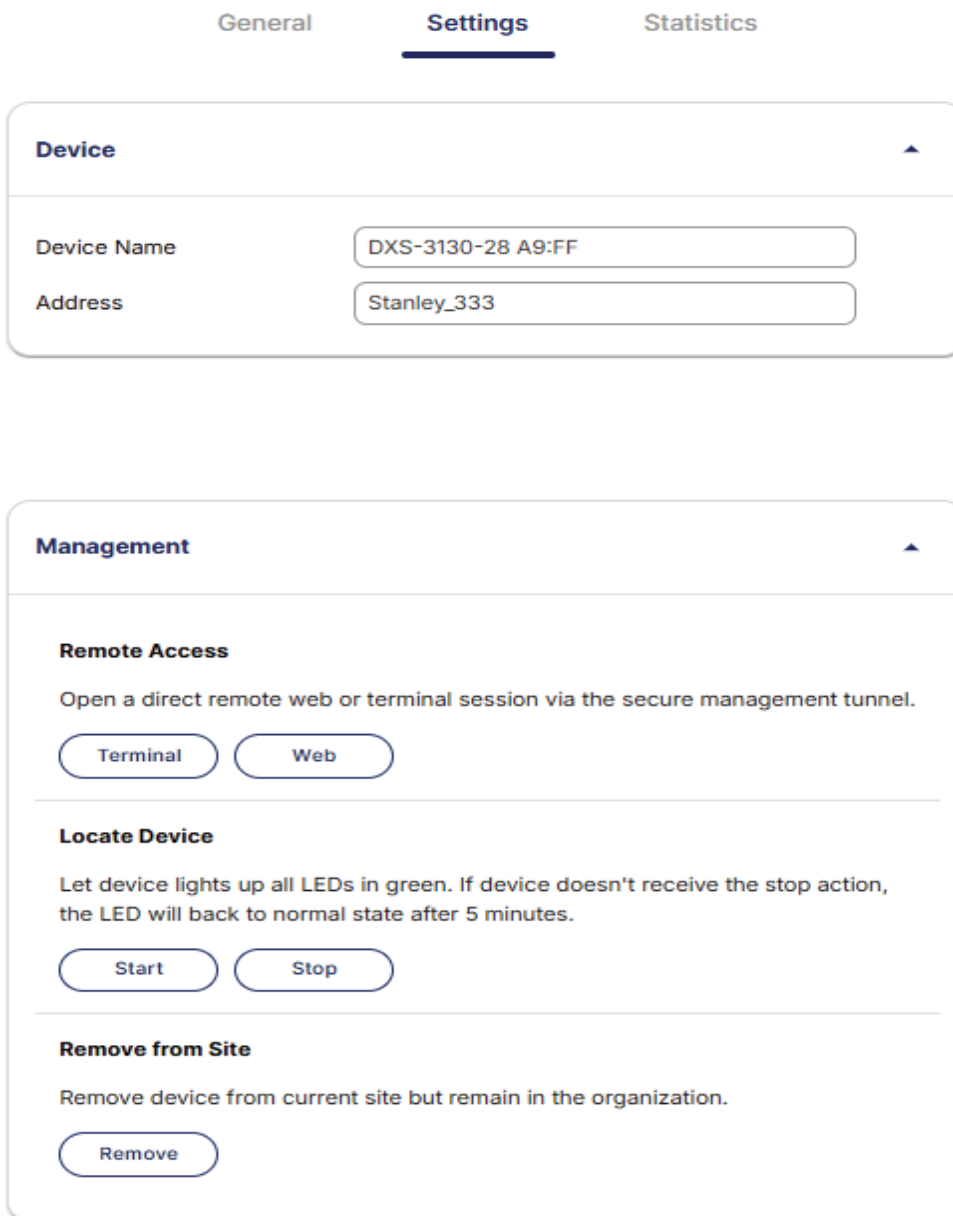 General Settings Statistics
Device
Device Name DXS-3130-28 A9:FF
Address Stanley_333
Management
Remote Access
Open a direct remote web or terminal session via the secure management tunnel.
Terminal Web
Locate Device
Let device lights up all LEDs in green. If device doesn't receive the stop action,
the LED will back to normal state after 5 minutes.
Start Stop
Remove from Site
Remove device from current site but remain in the organization.
Remove